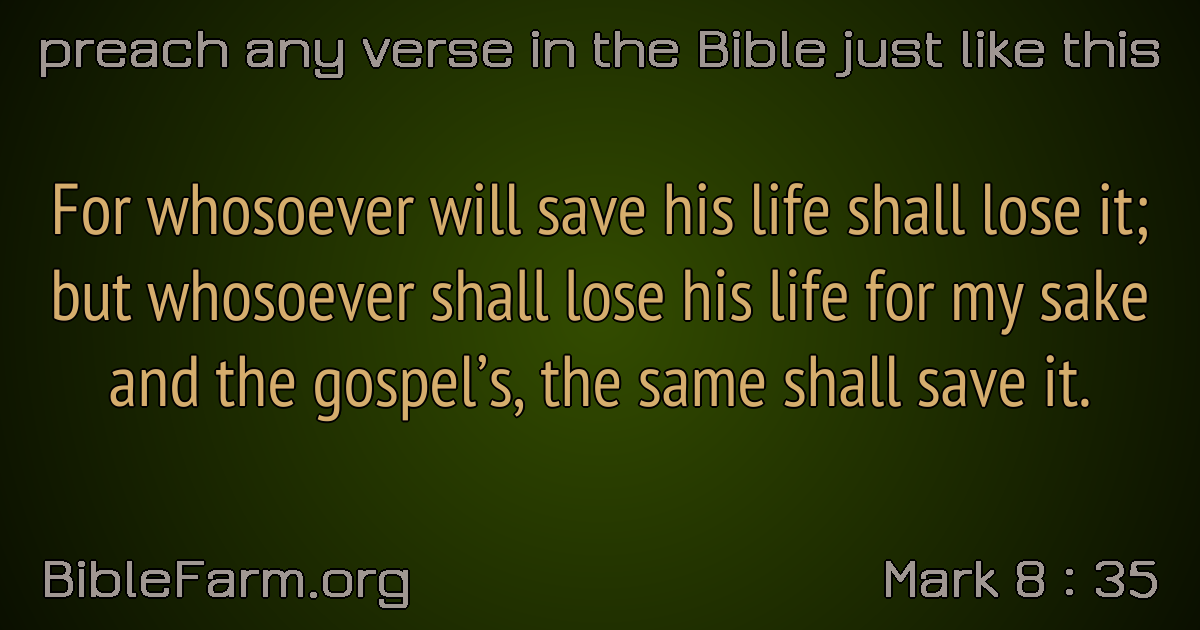 preach any verse in the Bible just like this
For whosoever will save his life shall lose it;
but whosoever shall lose his life for my sake
and the gospel’s, the same shall save it.
BibleFarm.org
Mark 8 : 35